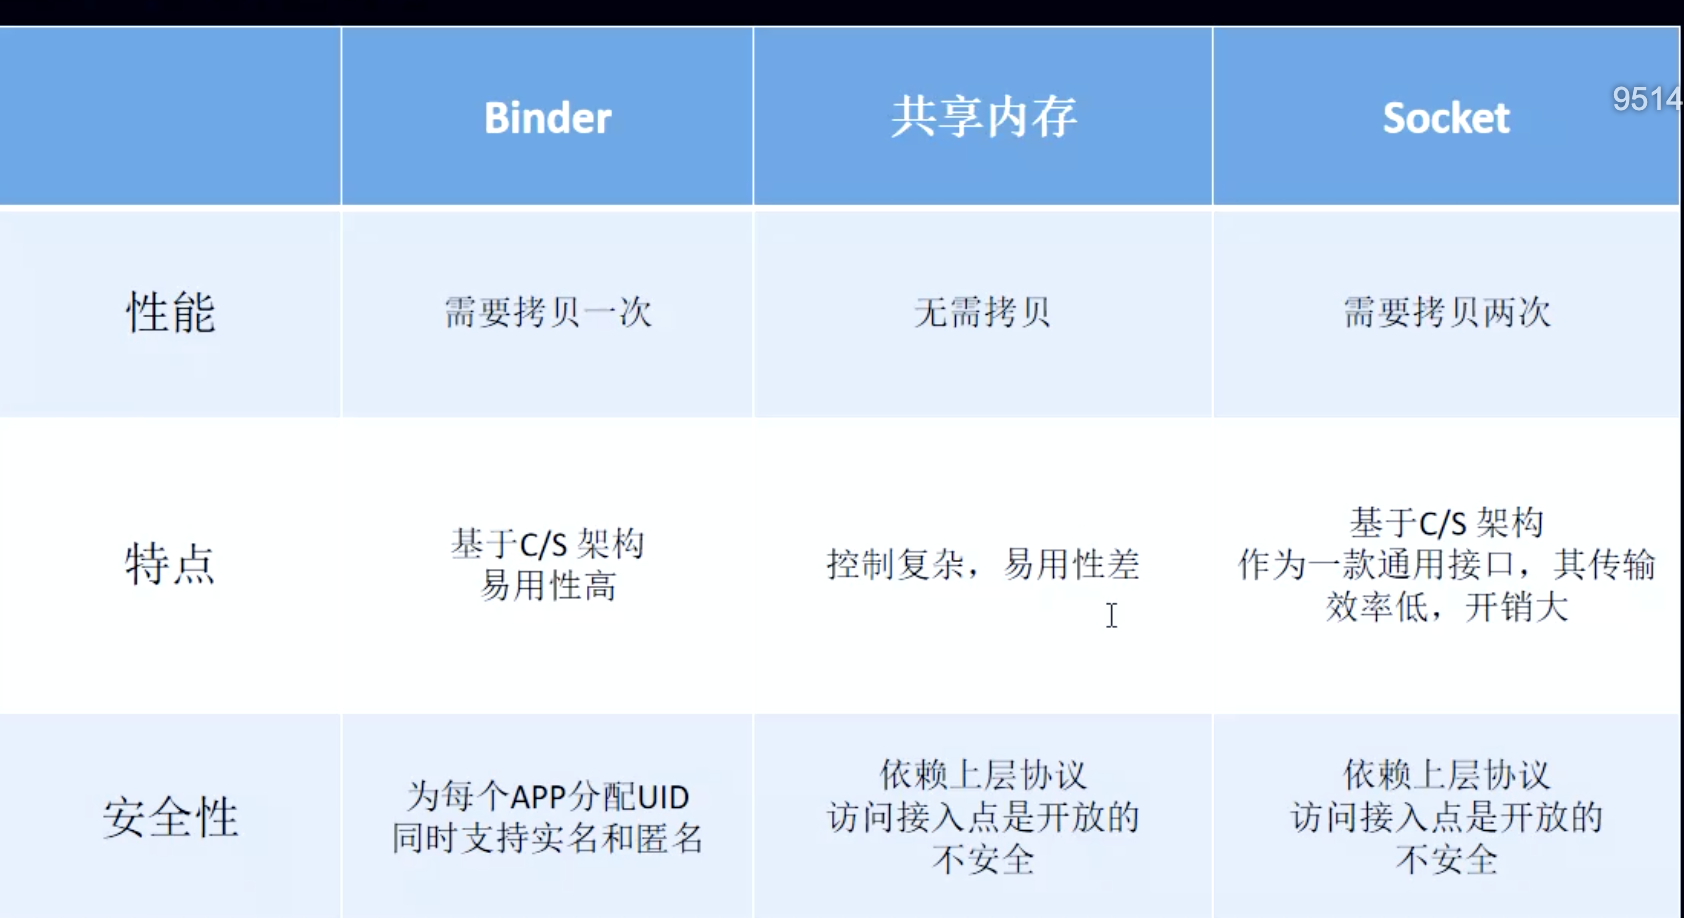 Binder
共享内存
Socket
9514
性能
需要拷贝一次
无需拷贝
需要拷贝两次
特点
基于C/S 架构
易用性高
控制复杂，易用性差
基于C/S 架构
作为一款通用接口，其传输
效率低，开销大
安全性
为每个APP分配UID
同时支持实名和匿名
依赖上层协议
访问接入点是开放的
不安全
依赖上层协议
访问接入点是开放的
不安全